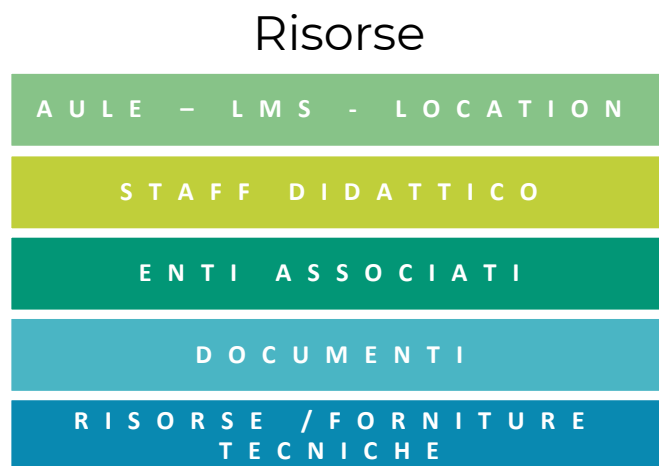 Risorse
AULE – LMS - LOCATION
STAFF DIDATTICO
ENTI ASSOCIATI
DOCUMENTI
RISORSE /FORNITURE
TECNICHE